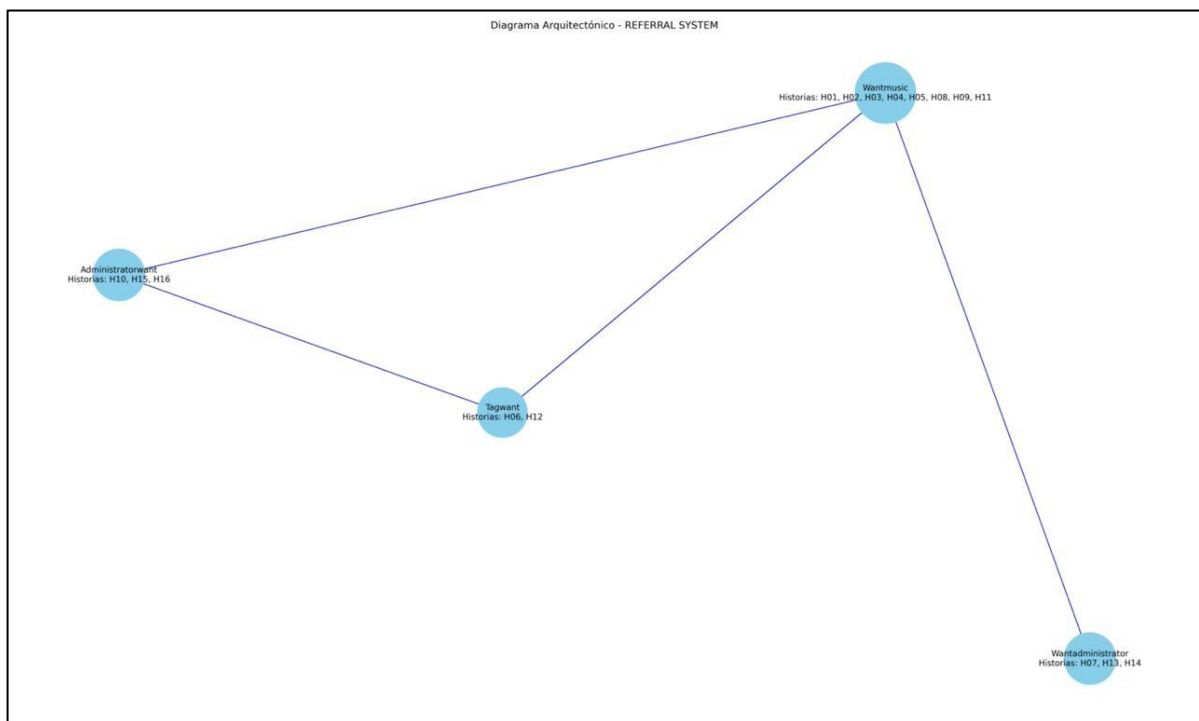 Diagrama Arquitectónico - REFERRAL SYSTEM
Wantmusic
Historias: H01, H02, H03, H04, H05, H08, H09, H11
Administratorwant
Historias: H10, H15, H16
Tagwant
Historias: H06, H12
Wantadministrator
Historias: H07, H13, H14